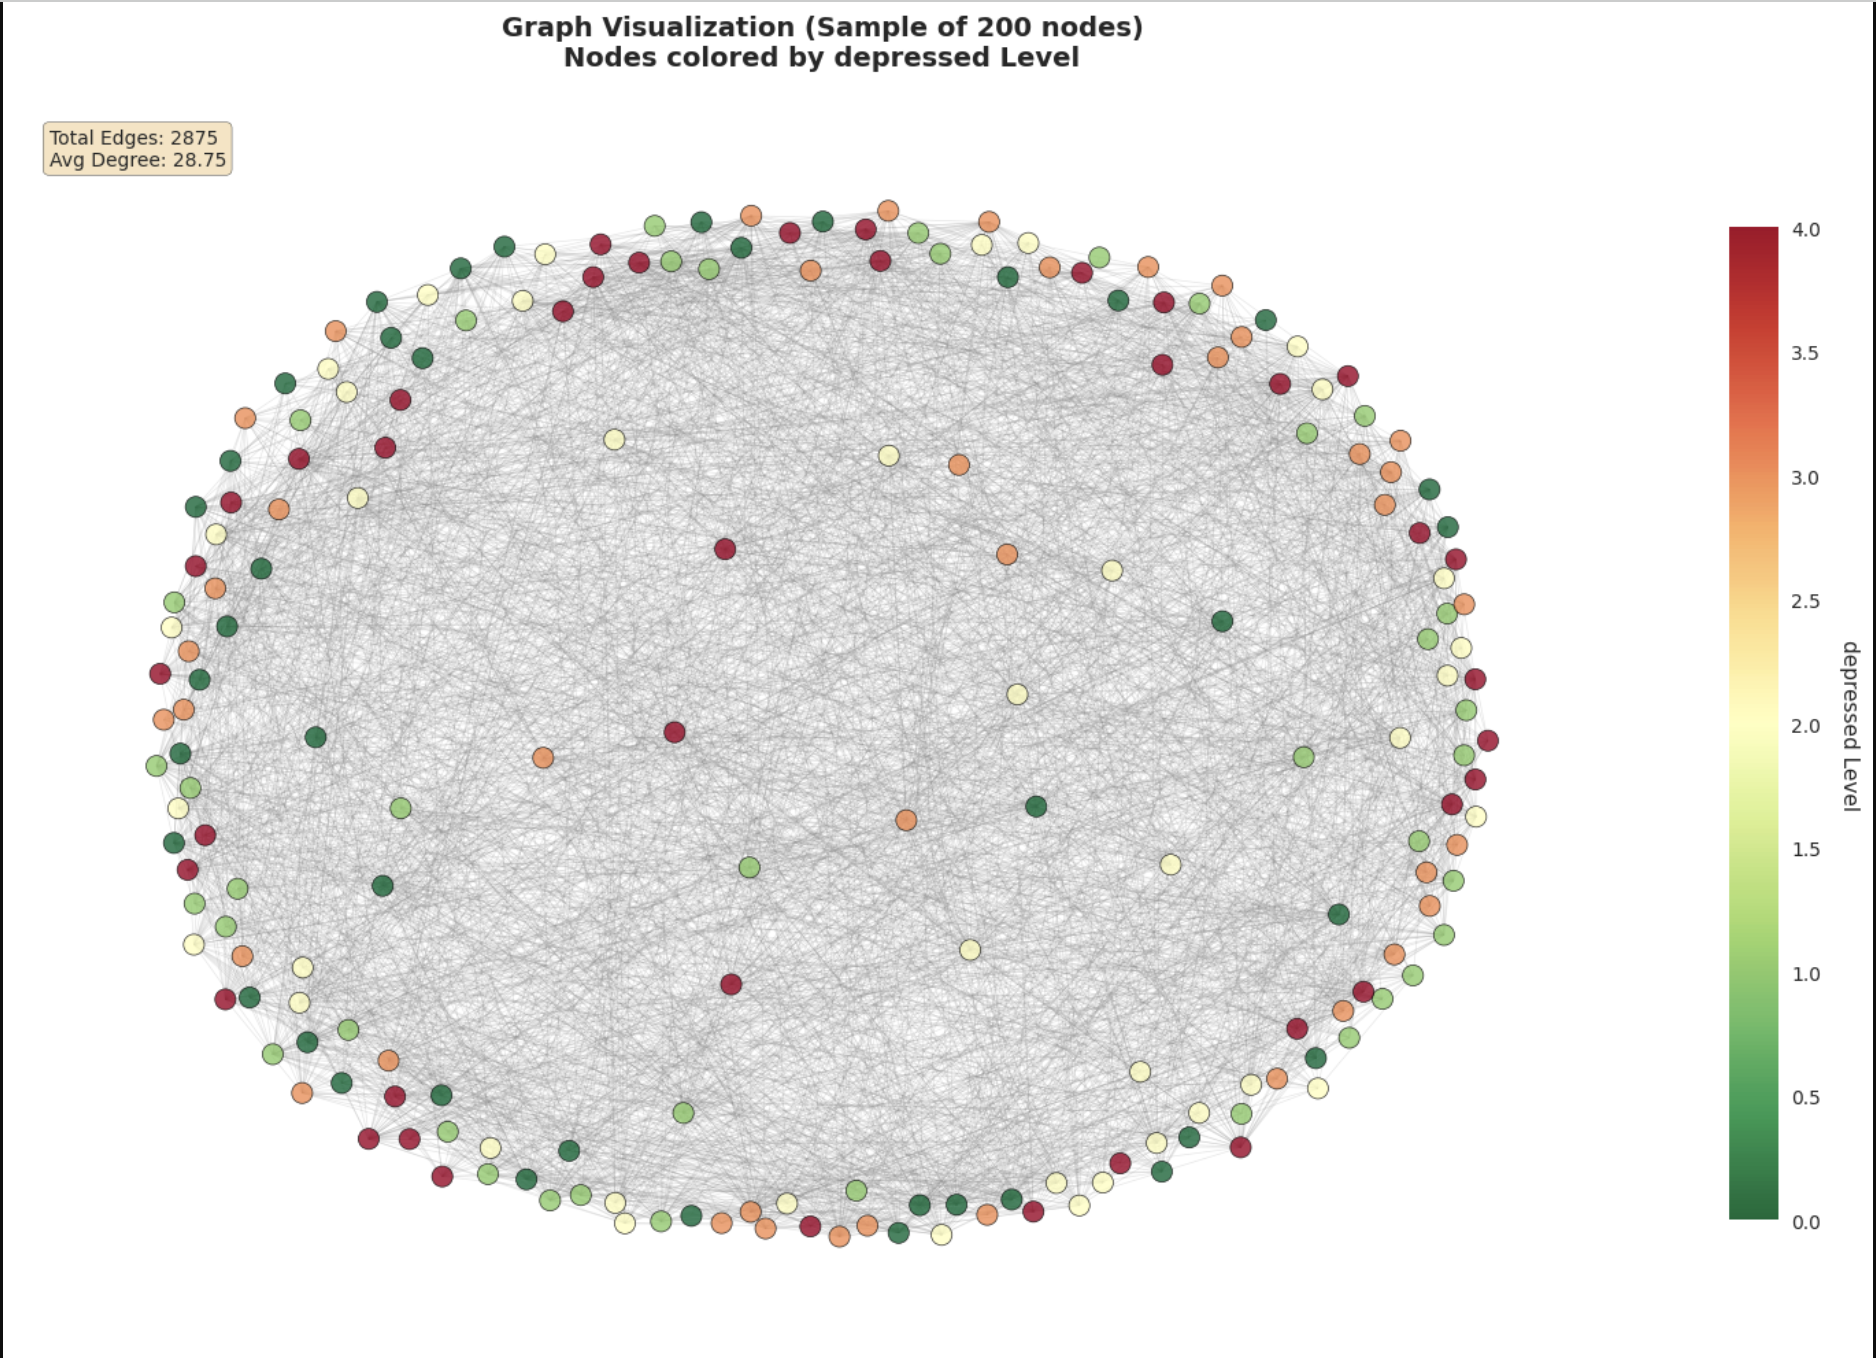 Graph Visualization (Sample of 200 nodes)
Nodes colored by depressed Level
Total Edges: 2875
Avg Degree: 28.75
4.0
3.5
3.0
2.5
2.0
1.5
1.0
0.5
0.0
depressed Level